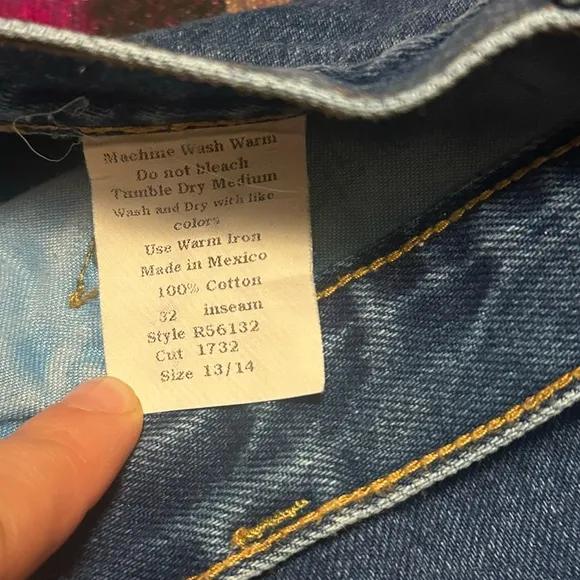 Machine Wash Warm
Do not bleach
Tumble Dry Medium
Wash and Dry with like
colors
Use Warm Iron
Made in Mexico
100% Cotton
32 inseam
Style R56132
Cut 1732
Size 13/14